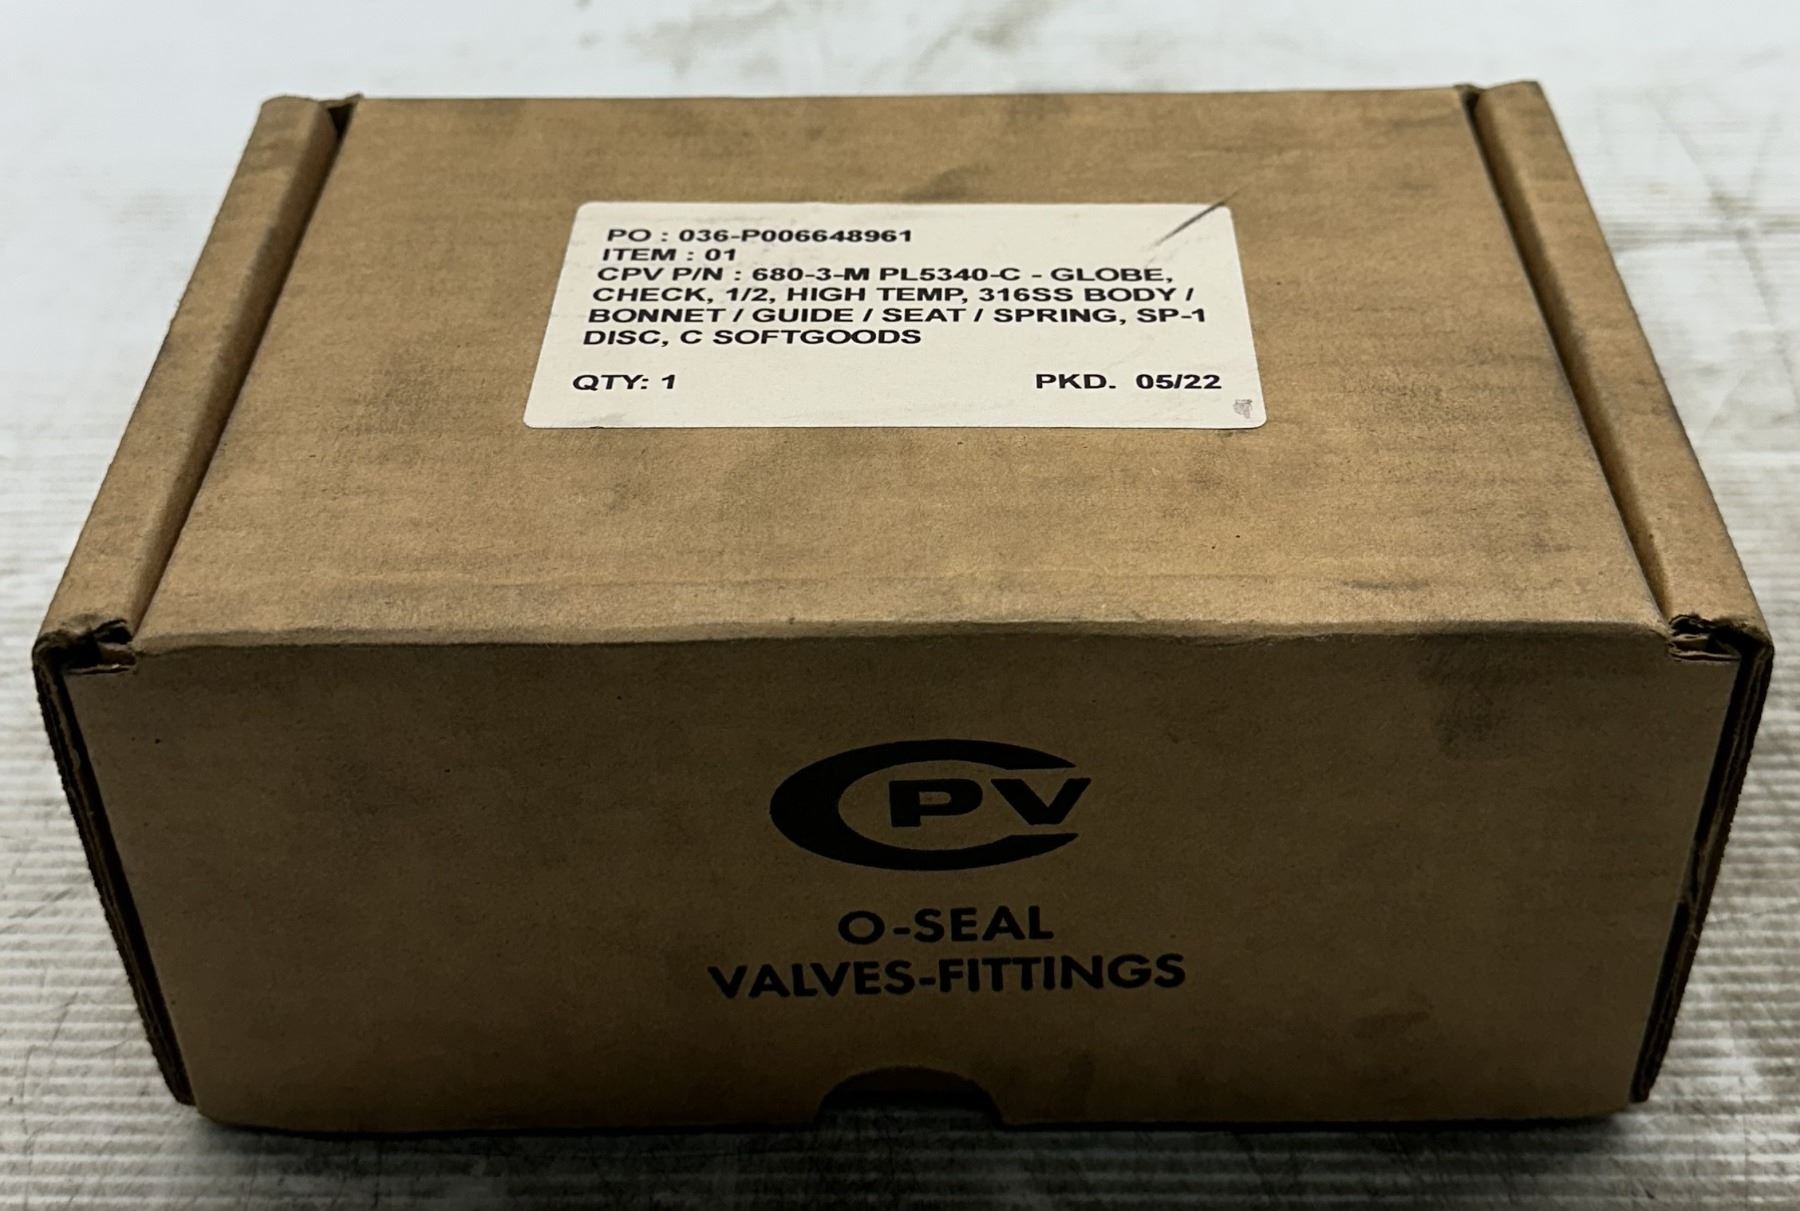 PO : 036-P006648961
ITEM : 01
CPV P/N : 680-3-M PL5340-C - GLOBE,
CHECK, 1/2, HIGH TEMP, 316SS BODY /
BONNET / GUIDE / SEAT / SPRING, SP-1
DISC, C SOFTGOODS
QTY: 1 PKD. 05/22
CPV
O-SEAL
VALVES-FITTINGS